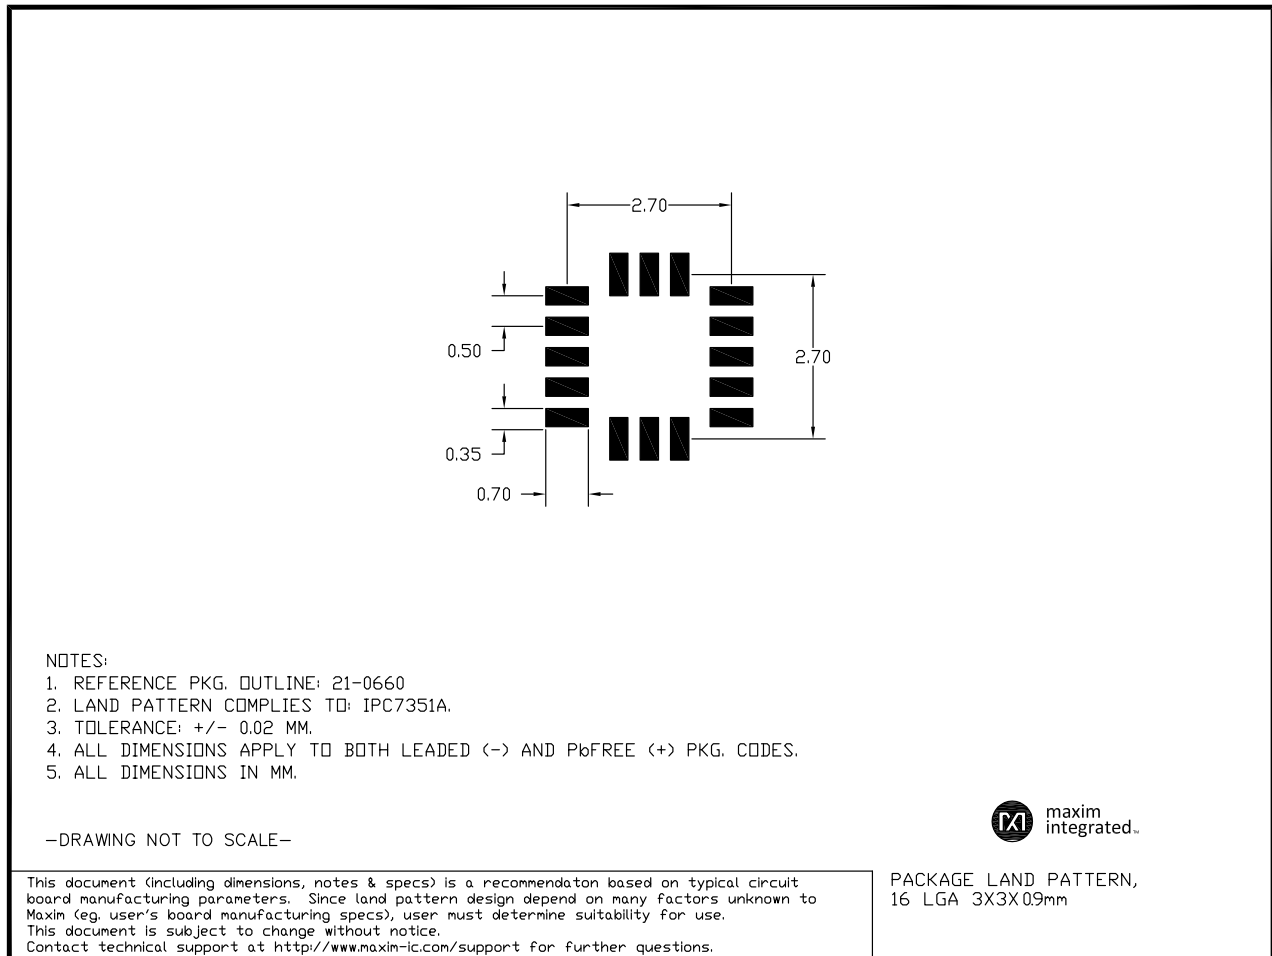 2.70
2.70
0.50
0.35
0.70
NOTES:
1. REFERENCE PKG. OUTLINE: 21-0660
2. LAND PATTERN COMPLIES TO: IPC7351A.
3. TOLERANCE: +/- 0.02 MM.
4. ALL DIMENSIONS APPLY TO BOTH LEADED (-) AND PbFREE (+) PKG. CODES.
5. ALL DIMENSIONS IN MM.
maxim
integrated™
-DRAWING NOT TO SCALE-
This document (including dimensions, notes & specs) is a recommendaton based on typical circuit
board manufacturing parameters. Since land pattern design depend on many factors unknown to
Maxim (eg. user's board manufacturing specs), user must determine suitability for use.
This document is subject to change without notice.
Contact technical support at http://www.maxim-ic.com/support for further questions.
PACKAGE LAND PATTERN,
16 LGA 3X3X0.9mm